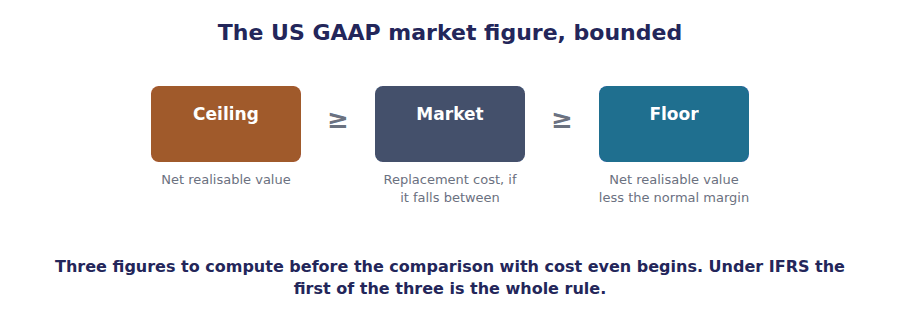 The US GAAP market figure, bounded
Ceiling ≥ Market ≥ Floor
Net realisable value
Replacement cost, if
it falls between
Net realisable value
less the normal margin
Three figures to compute before the comparison with cost even begins. Under IFRS the
first of the three is the whole rule.